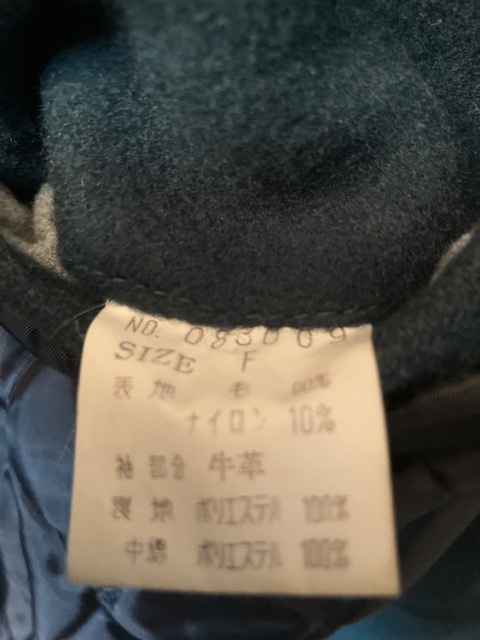 NO. 083069
SIZE F
表地 毛 90%
ナイロン 10%
袖部分 牛革
裏地 ポリエステル 100%
中綿 ポリエステル 100%